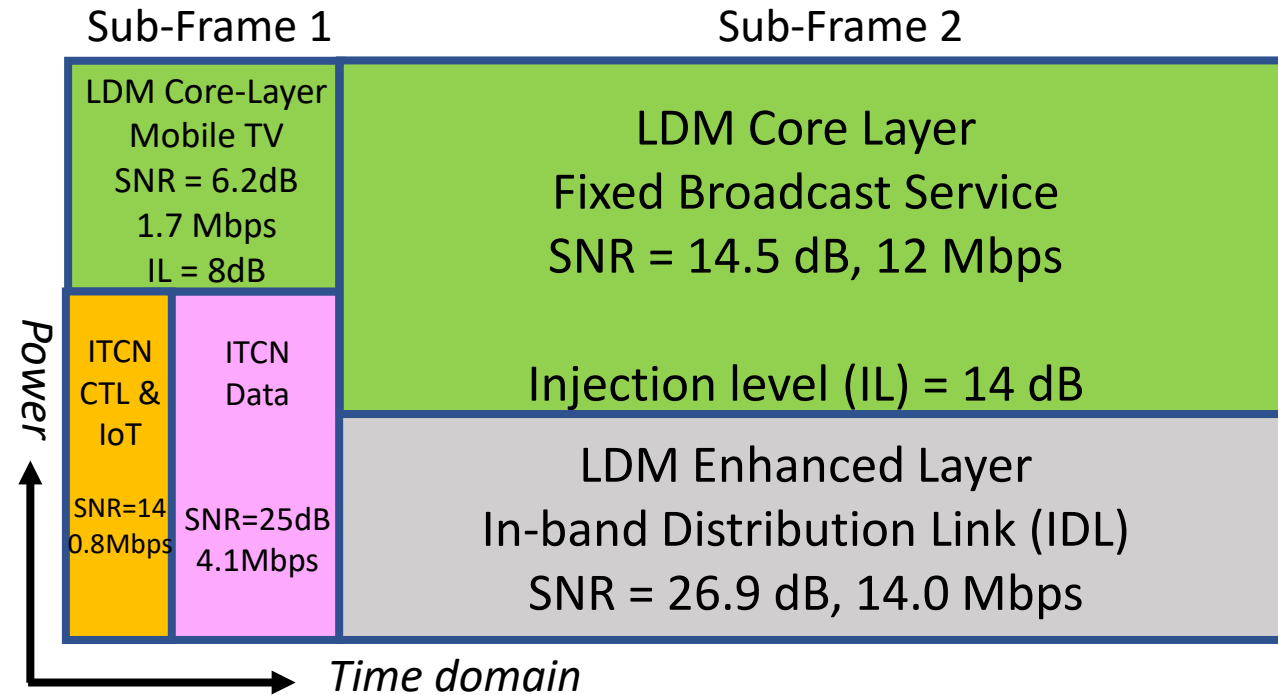 Sub-Frame 1
Sub-Frame 2
LDM Core-Layer
Mobile TV
SNR = 6.2dB
1.7 Mbps
IL = 8dB
LDM Core Layer
Fixed Broadcast Service
SNR = 14.5 dB, 12 Mbps
Injection level (IL) = 14 dB
Power
ITCN
CTL &
IoT
SNR=14
0.8Mbps
ITCN
Data
SNR=25dB
4.1Mbps
LDM Enhanced Layer
In-band Distribution Link (IDL)
SNR = 26.9 dB, 14.0 Mbps
Time domain